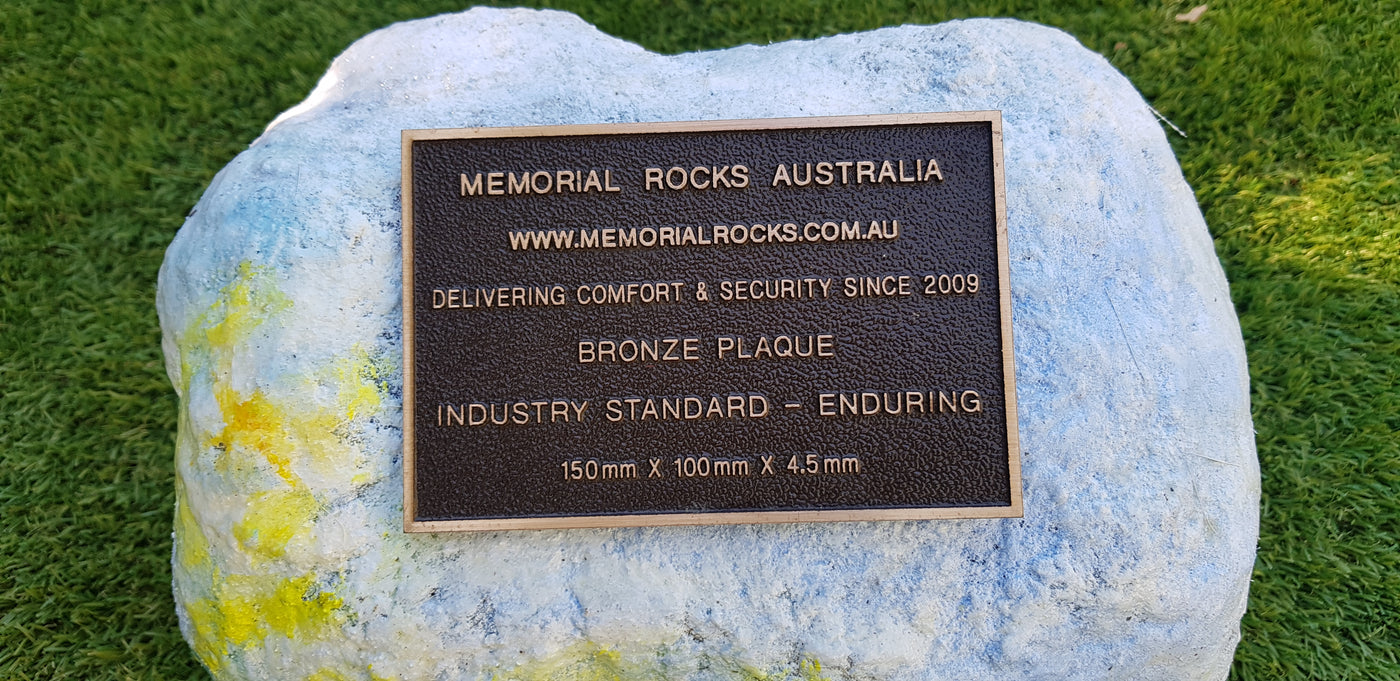 MEMORIAL ROCKS AUSTRALIA
WWW.MEMORIALROCKS.COM.AU
DELIVERING COMFORT & SECURITY SINCE 2009
BRONZE PLAQUE
INDUSTRY STANDARD - ENDURING
150mm X 100mm X 4.5mm